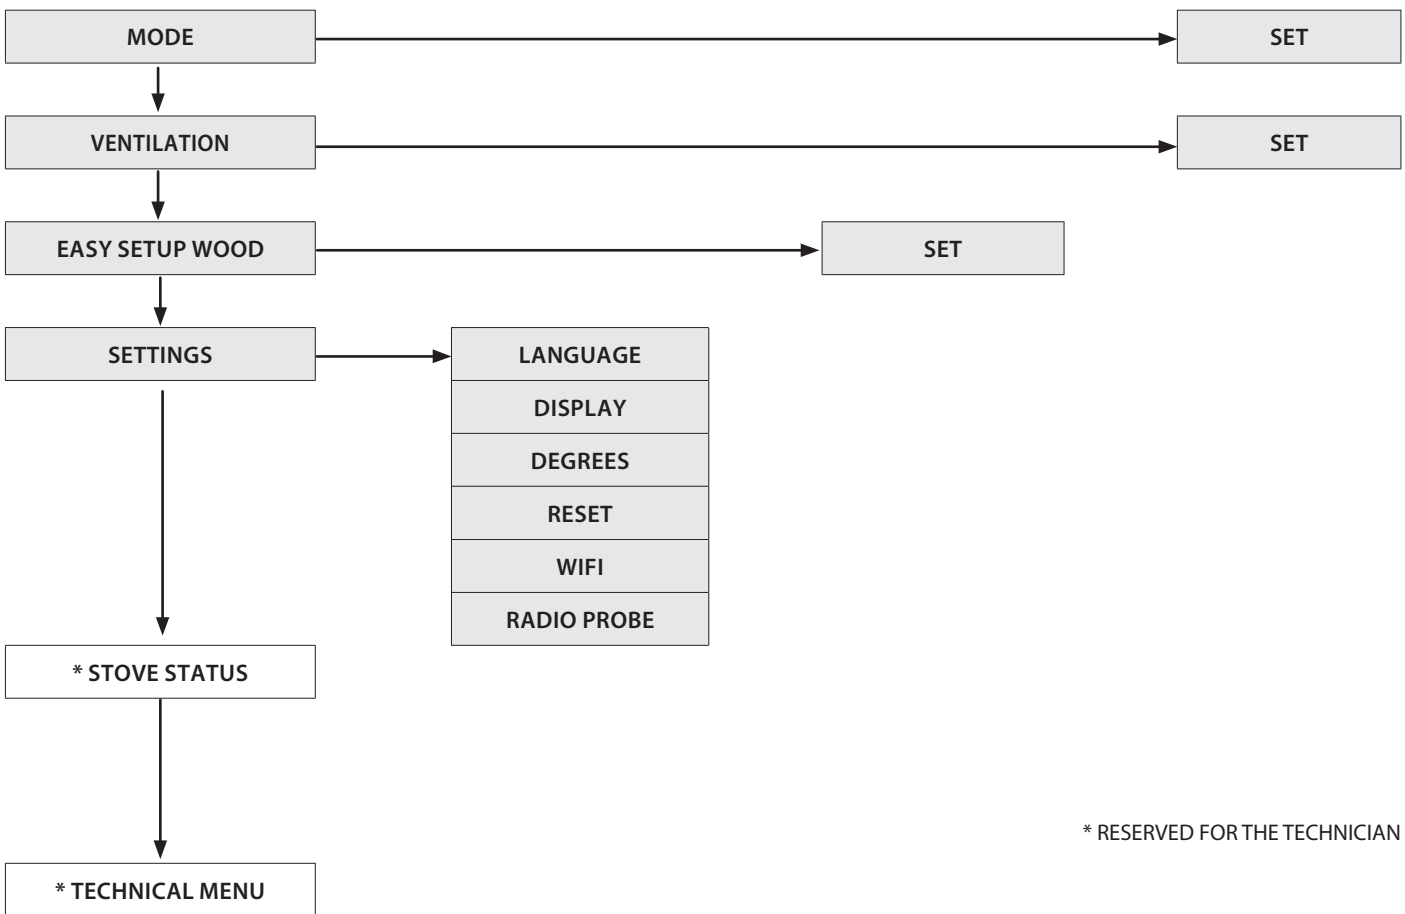 MODE
SET
VENTILATION
SET
EASY SETUP WOOD
SET
SETTINGS
LANGUAGE
DISPLAY
DEGREES
RESET
WIFI
RADIO PROBE
* STOVE STATUS
* RESERVED FOR THE TECHNICIAN
* TECHNICAL MENU